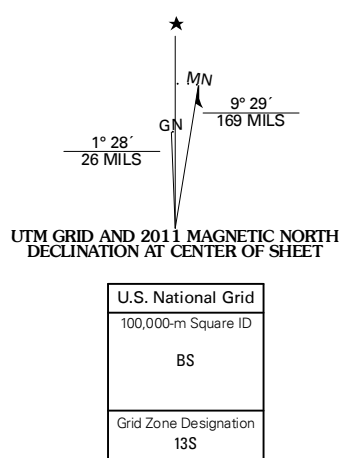 ★
MN
GN
9° 29´
169 MILS
1° 28´
26 MILS
UTM GRID AND 2011 MAGNETIC NORTH
DECLINATION AT CENTER OF SHEET
U.S. National Grid
100,000-m Square ID
BS
Grid Zone Designation
13S